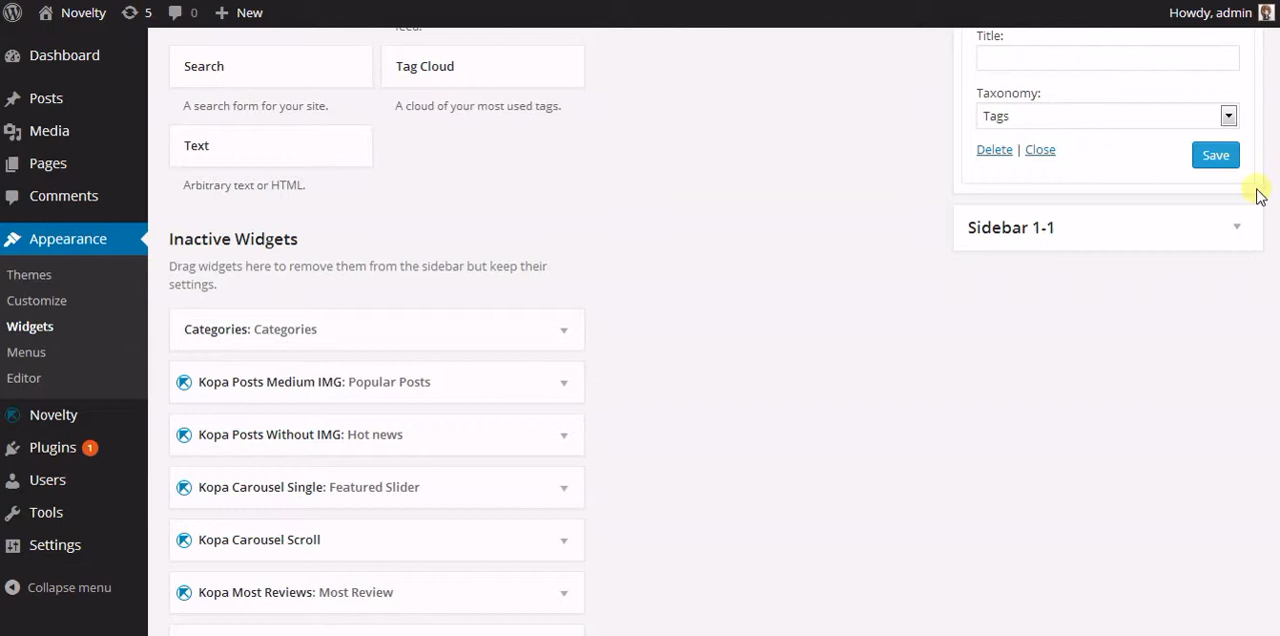 Novelty
5
0
New
Howdy, admin
Dashboard
Posts
Media
Pages
Comments
Appearance
Themes
Customize
Widgets
Menus
Editor
Novelty
Plugins 1
Users
Tools
Settings
Collapse menu
feed.
Search
Tag Cloud
A search form for your site.
A cloud of your most used tags.
Text
Arbitrary text or HTML.
Inactive Widgets
Drag widgets here to remove them from the sidebar but keep their
settings.
Categories: Categories
Kopa Posts Medium IMG: Popular Posts
Kopa Posts Without IMG: Hot news
Kopa Carousel Single: Featured Slider
Kopa Carousel Scroll
Kopa Most Reviews: Most Review
Title:
Taxonomy:
Tags
Delete | Close
Save
Sidebar 1-1